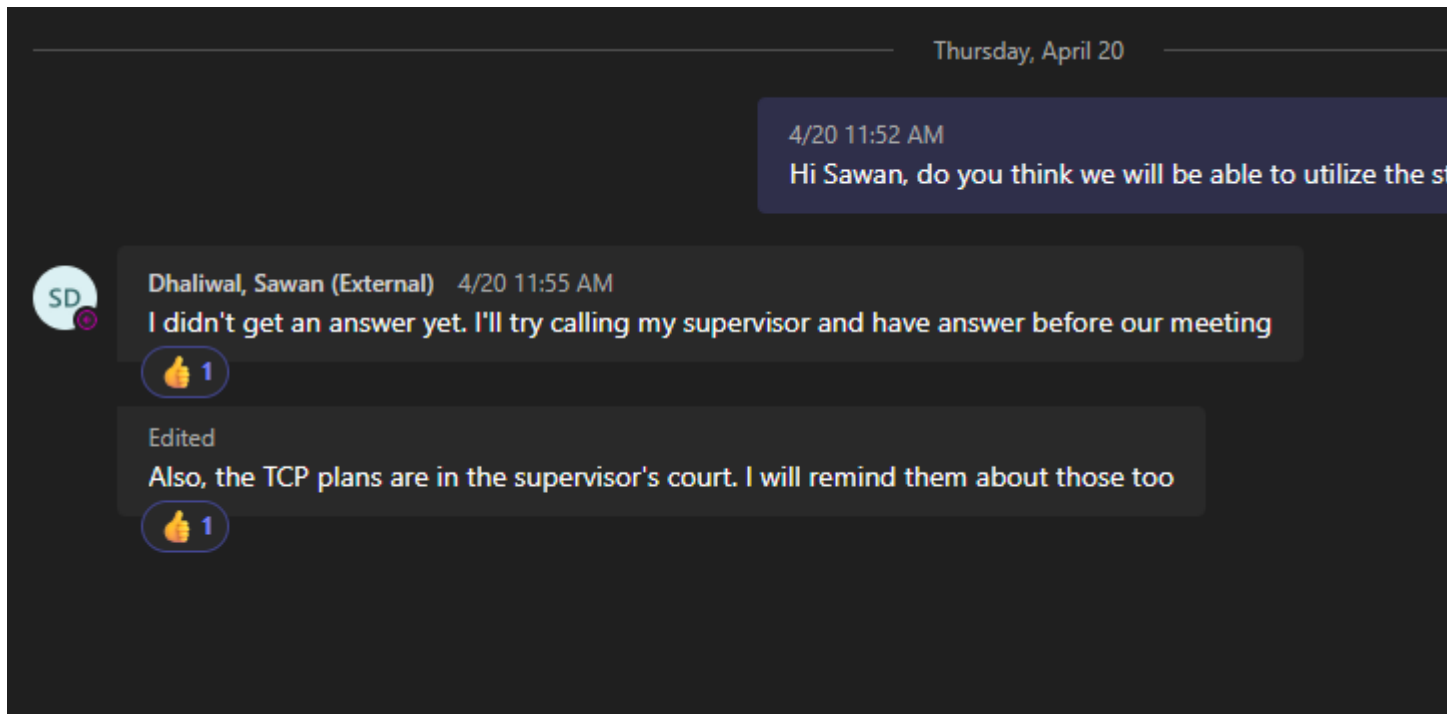 Thursday, April 20
4/20 11:52 AM
Hi Sawan, do you think we will be able to utilize the
SD
Dhaliwal, Sawan (External) 4/20 11:55 AM
I didn't get an answer yet. I'll try calling my supervisor and have answer before our meeting
👍 1
Edited
Also, the TCP plans are in the supervisor's court. I will remind them about those too
👍 1